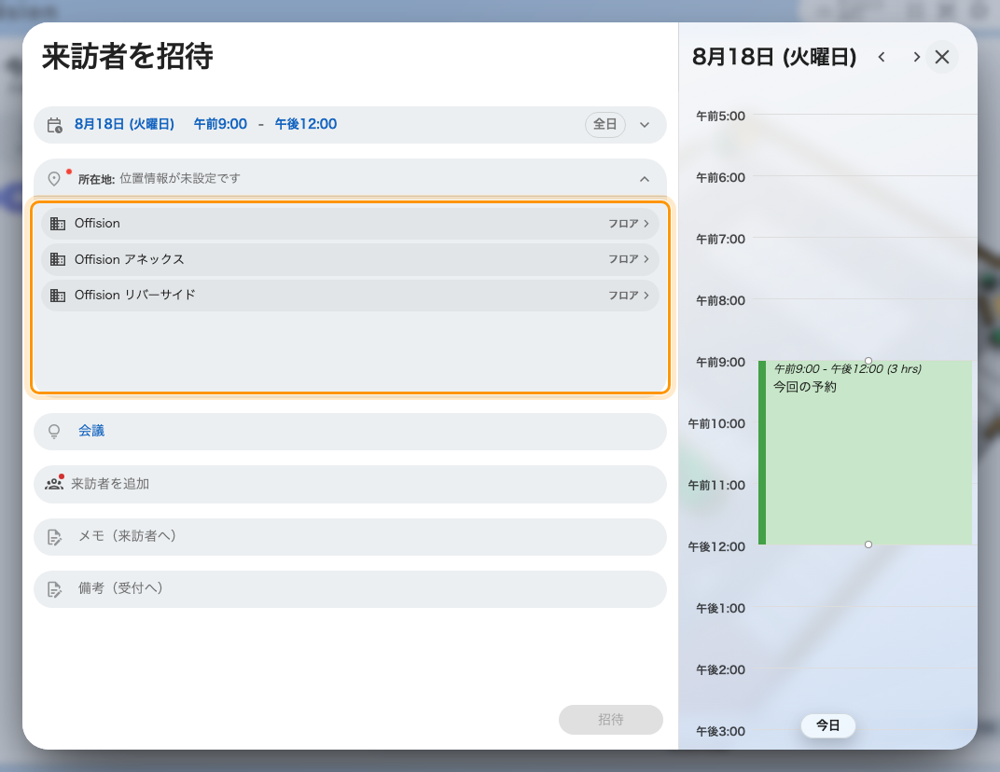 来訪者を招待
8月18日 (火曜日) 午前9:00 - 午後12:00 全日
所在地: 位置情報が未設定です
Offision フロア
Offision アネックス フロア
Offision リバーサイド フロア
会議
来訪者を追加
メモ（来訪者へ）
備考（受付へ）
招待
8月18日 (火曜日)
午前5:00
午前6:00
午前7:00
午前8:00
午前9:00
午前9:00 - 午後12:00 (3 hrs)
今回の予約
午前10:00
午前11:00
午後12:00
午後1:00
午後2:00
午後3:00
今日